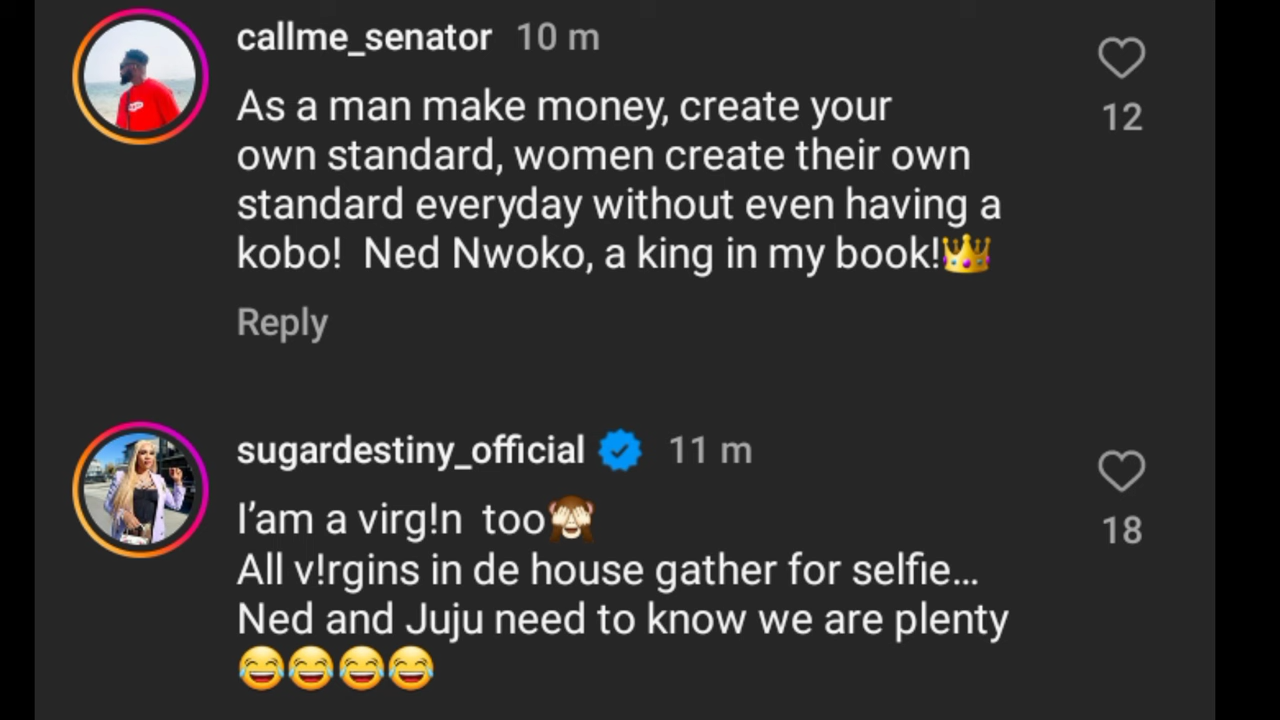 callme_senator 10 m
As a man make money, create your
own standard, women create their own
standard everyday without even having a
kobo!  Ned Nwoko, a king in my book!👑
12
Reply
sugardestiny_official 11 m
I’am a virg!n  too🙈
All v!rgins in de house gather for selfie...
Ned and Juju need to know we are plenty
😂😂😂😂
18